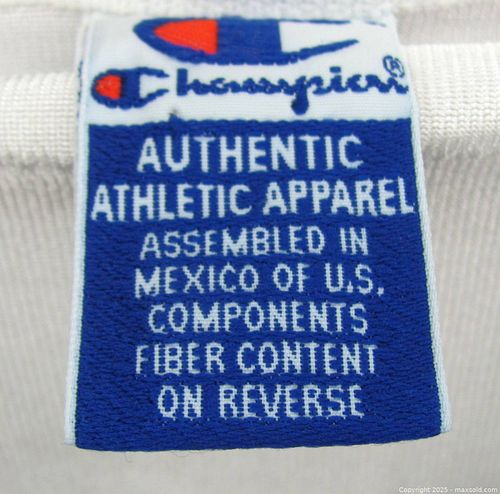 Champion®
AUTHENTIC
ATHLETIC APPAREL
ASSEMBLED IN
MEXICO OF U.S.
COMPONENTS
FIBER CONTENT
ON REVERSE
Copyright 2025 - maxsold.com